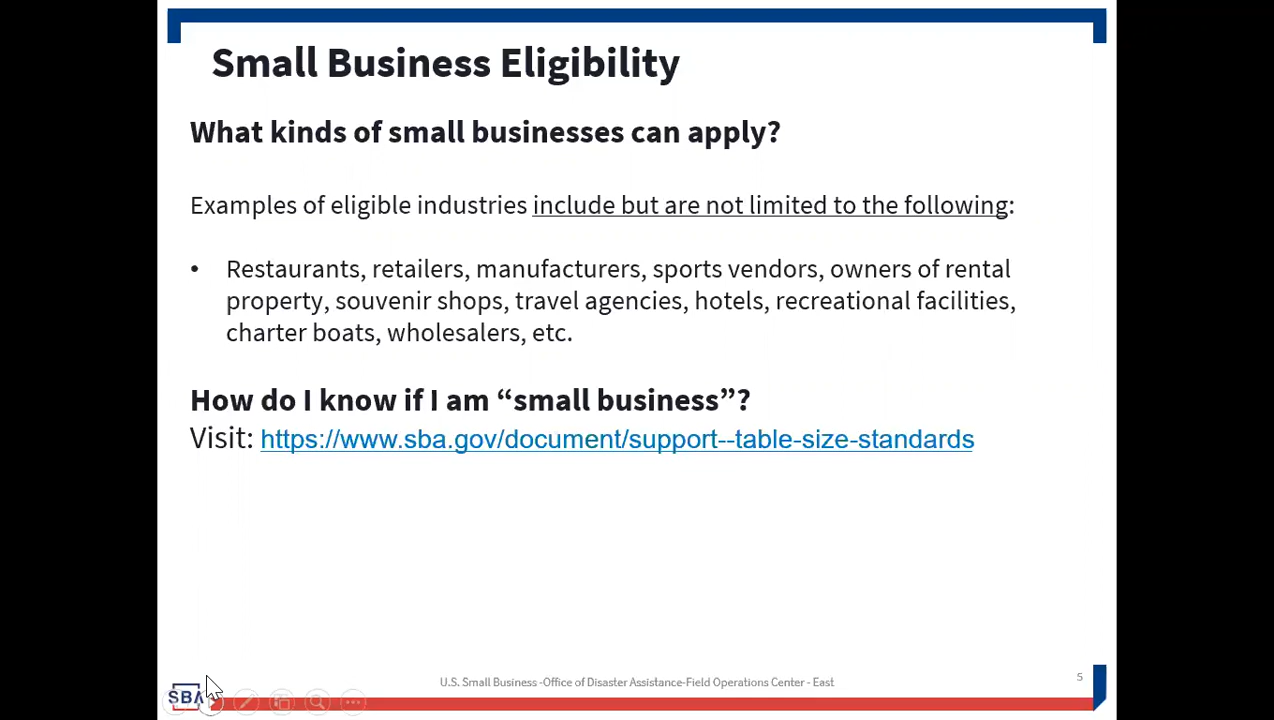 Small Business Eligibility
What kinds of small businesses can apply?
Examples of eligible industries include but are not limited to the following:
• Restaurants, retailers, manufacturers, sports vendors, owners of rental
property, souvenir shops, travel agencies, hotels, recreational facilities,
charter boats, wholesalers, etc.
How do I know if I am “small business”?
Visit: https://www.sba.gov/document/support--table-size-standards
SBA
U.S. Small Business -Office of Disaster Assistance-Field Operations Center - East
5